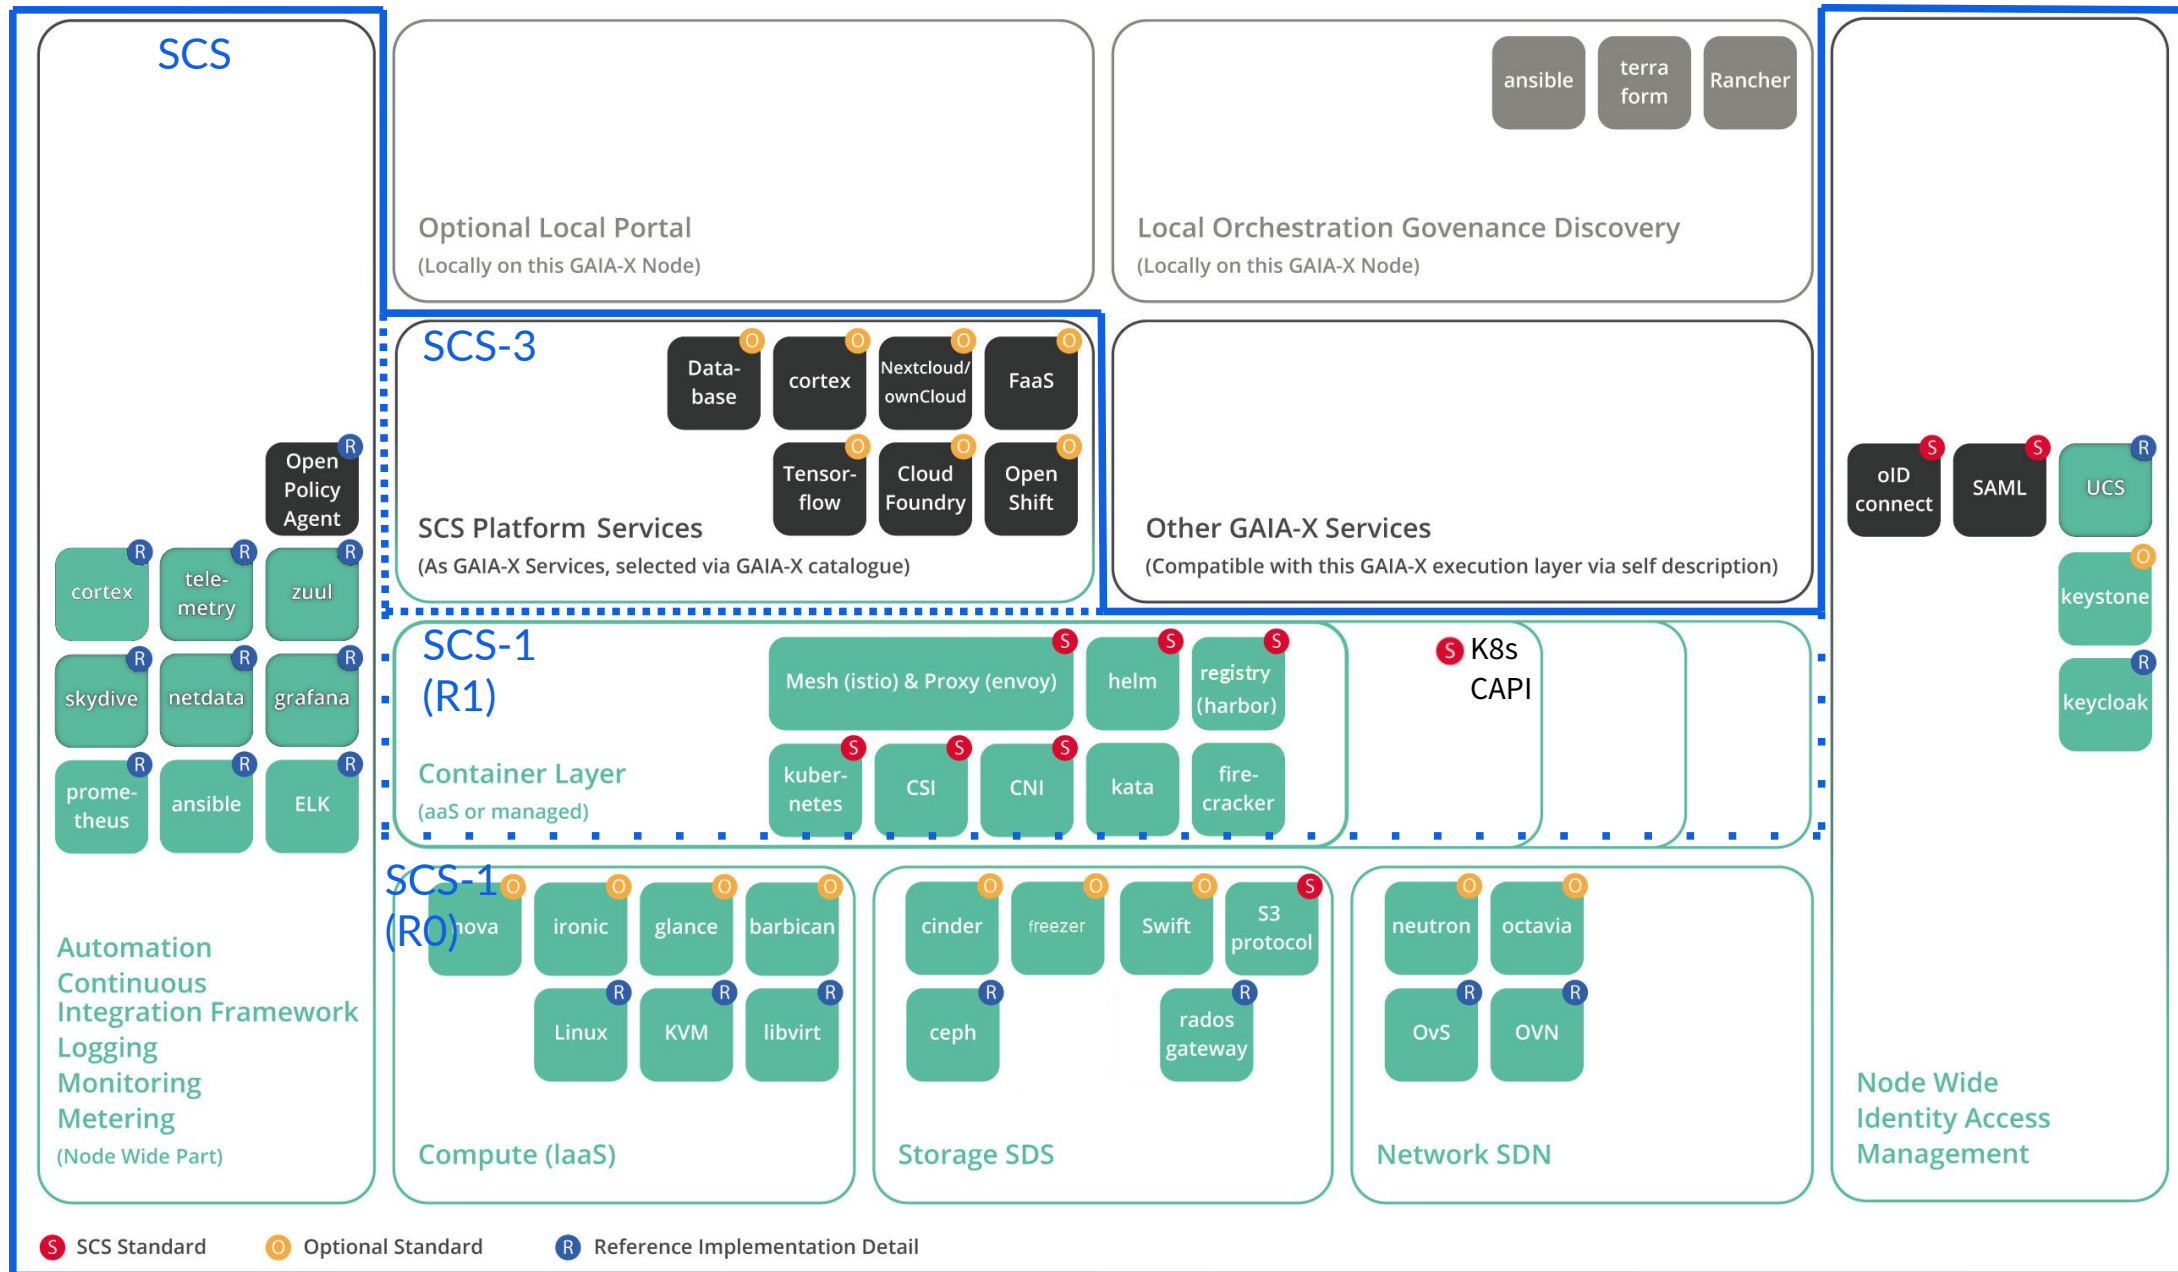 SCS
ansible
terra
form
Rancher
Optional Local Portal
(Locally on this GAIA-X Node)
Local Orchestration Govenance Discovery
(Locally on this GAIA-X Node)
SCS-3
O
Data-
base
O
cortex
O
Nextcloud/
ownCloud
O
FaaS
O
Tensor-
flow
O
Cloud
Foundry
O
Open
Shift
SCS Platform Services
(As GAIA-X Services, selected via GAIA-X catalogue)
Other GAIA-X Services
(Compatible with this GAIA-X execution layer via self description)
R
Open
Policy
Agent
R
cortex
R
tele-
metry
R
zuul
R
skydive
R
netdata
R
grafana
R
prome-
theus
R
ansible
R
ELK
Automation
Continuous
Integration Framework
Logging
Monitoring
Metering
(Node Wide Part)
SCS-1
(R1)
S
Mesh (istio) & Proxy (envoy)
S
helm
S
registry
(harbor)
S
K8s
CAPI
S
kuber-
netes
S
CSI
S
CNI
kata
fire-
cracker
Container Layer
(aaS or managed)
SCS-1
(R0)
O
nova
O
ironic
O
glance
O
barbican
R
Linux
R
KVM
R
libvirt
Compute (IaaS)
O
cinder
O
freezer
O
Swift
S
S3
protocol
R
ceph
R
rados
gateway
Storage SDS
O
neutron
O
octavia
R
OvS
R
OVN
Network SDN
S
oID
connect
S
SAML
R
UCS
O
keystone
R
keycloak
Node Wide
Identity Access
Management
S SCS Standard
O Optional Standard
R Reference Implementation Detail